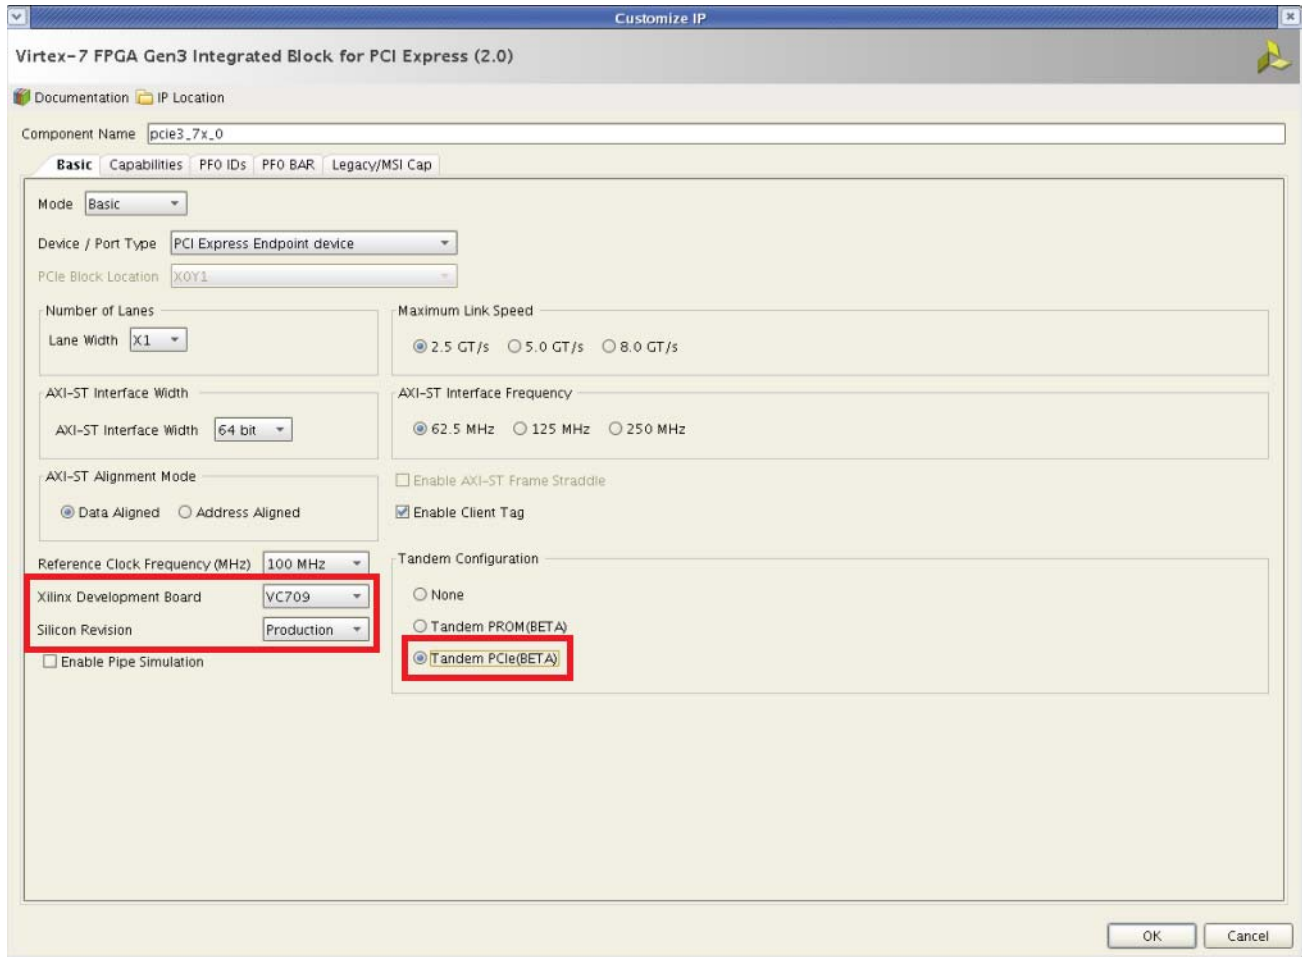 Customize IP
Virtex-7 FPGA Gen3 Integrated Block for PCI Express (2.0)
Documentation IP Location
Component Name pcie3_7x_0
Basic Capabilities PF0 IDs PF0 BAR Legacy/MSI Cap
Mode Basic
Device / Port Type PCI Express Endpoint device
PCIe Block Location X0Y1
Number of Lanes
Lane Width X1
Maximum Link Speed
2.5 GT/s 5.0 GT/s 8.0 GT/s
AXI-ST Interface Width
AXI-ST Interface Width 64 bit
AXI-ST Interface Frequency
62.5 MHz 125 MHz 250 MHz
AXI-ST Alignment Mode
Data Aligned Address Aligned
Enable AXI-ST Frame Straddle
Enable Client Tag
Reference Clock Frequency (MHz) 100 MHz
Xilinx Development Board VC709
Silicon Revision Production
Enable Pipe Simulation
Tandem Configuration
None
Tandem PROM(BETA)
Tandem PCIe(BETA)
OK Cancel